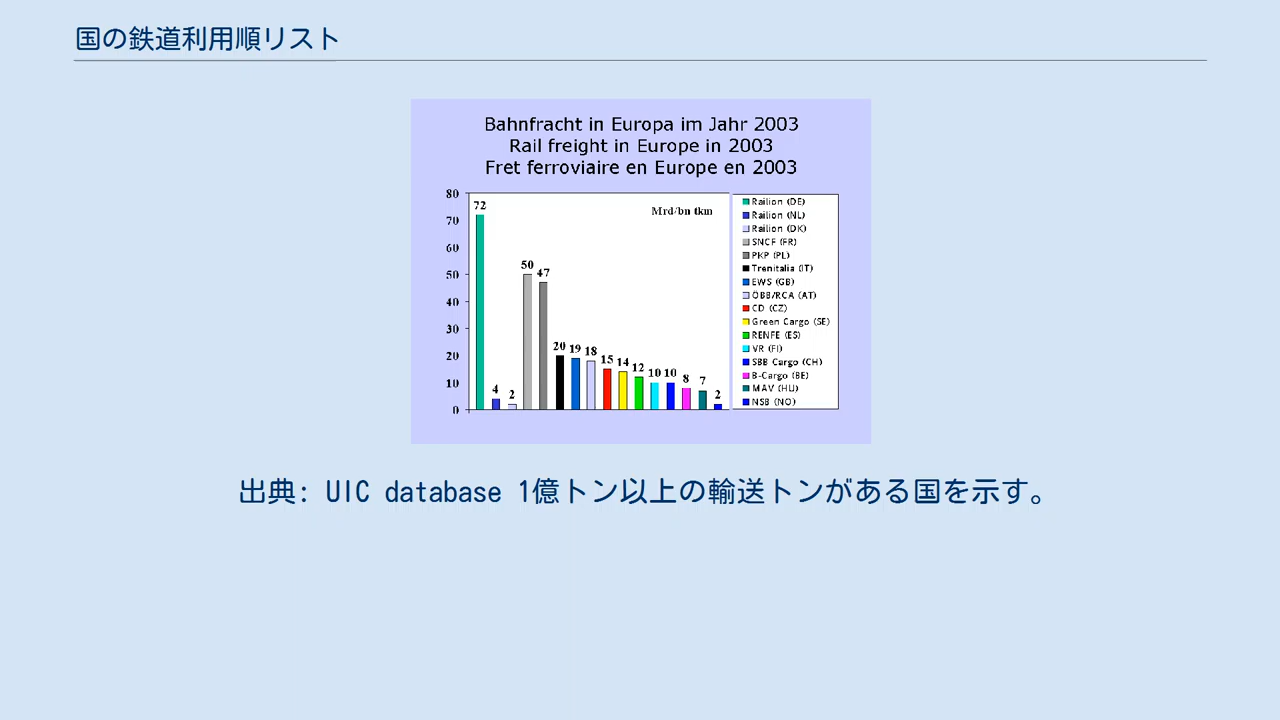 国の鉄道利用順リスト
Bahnfracht in Europa im Jahr 2003
Rail freight in Europe in 2003
Fret ferroviaire en Europe en 2003
Mrd/bn tkm
80
70
60
50
40
30
20
10
0
72
4
2
50
47
20
19
18
15
14
12
10
10
8
7
2
Railion (DE)
Railion (NL)
Railion (DK)
SNCF (FR)
PKP (PL)
Trenitalia (IT)
EWS (GB)
ÖBB/RCA (AT)
CD (CZ)
Green Cargo (SE)
RENFE (ES)
VR (FI)
SBB Cargo (CH)
B-Cargo (BE)
MAV (HU)
NSB (NO)
出典: UIC database 1億トン以上の輸送トンがある国を示す。